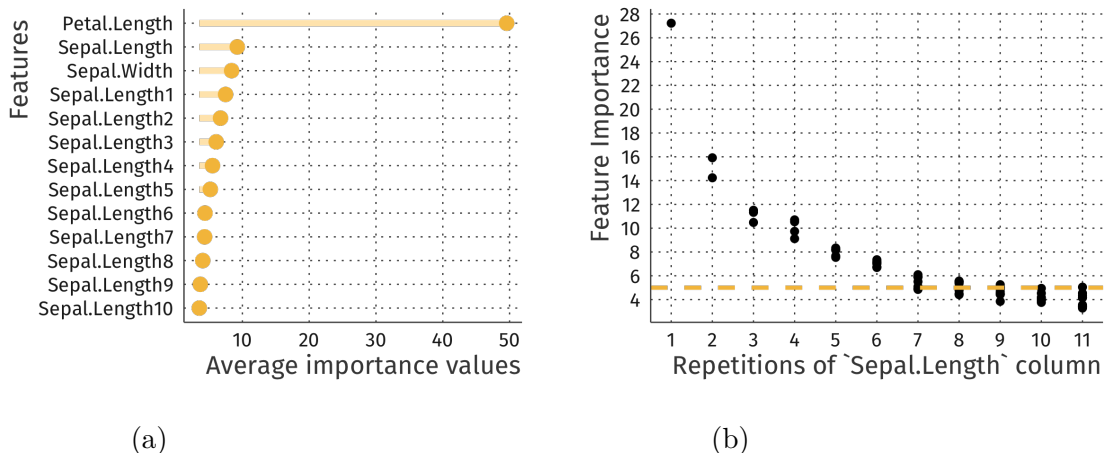 Features
Petal.Length
Sepal.Length
Sepal.Width
Sepal.Length1
Sepal.Length2
Sepal.Length3
Sepal.Length4
Sepal.Length5
Sepal.Length6
Sepal.Length7
Sepal.Length8
Sepal.Length9
Sepal.Length10
10 20 30 40 50
Average importance values
(a)
Feature Importance
28
26
24
22
20
18
16
14
12
10
8
6
4
1 2 3 4 5 6 7 8 9 10 11
Repetitions of `Sepal.Length` column
(b)